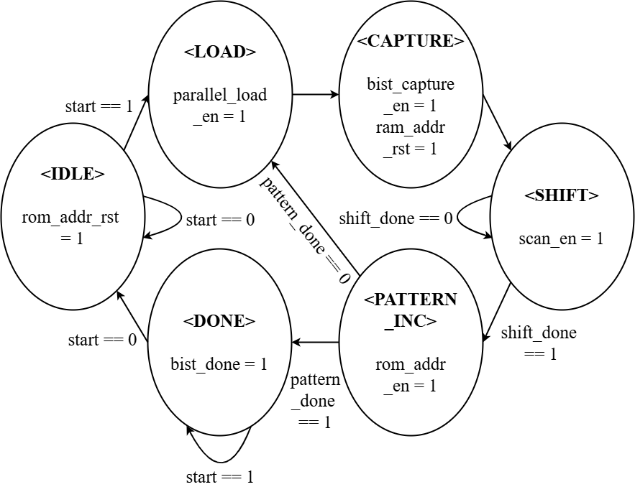 <LOAD>
parallel_load
_en = 1
<CAPTURE>
bist_capture
_en = 1
ram_addr
_rst = 1
start == 1
<IDLE>
rom_addr_rst
= 1
start == 0
pattern_done == 0
shift_done == 0
<SHIFT>
scan_en = 1
<PATTERN
_INC>
rom_addr
_en = 1
shift_done
== 1
start == 0
<DONE>
bist_done = 1
pattern
_done
== 1
start == 1